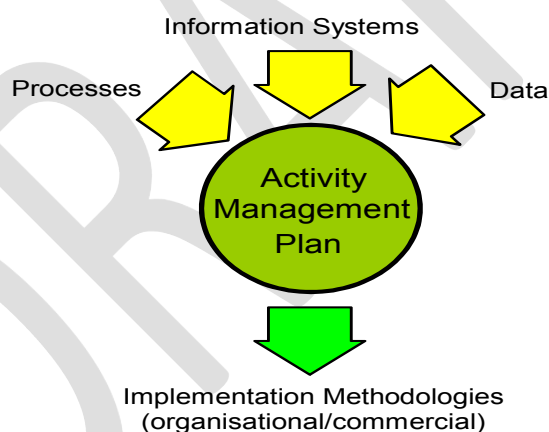 Information Systems
Processes
Data
Activity
Management
Plan
Implementation Methodologies
(organisational/commercial)